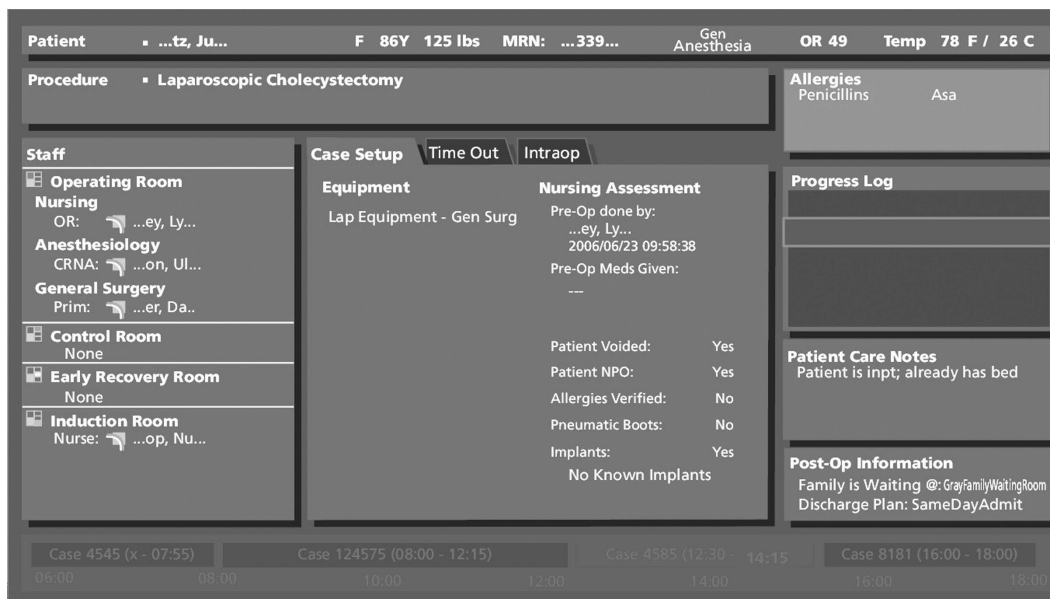 Patient ▪ ...tz, Ju... F 86Y 125 lbs MRN: ...339... Gen Anesthesia OR 49 Temp 78 F / 26 C
Procedure ▪ Laparoscopic Cholecystectomy
Allergies
Penicillins Asa
Staff
Operating Room
Nursing
OR: ...ey, Ly...
Anesthesiology
CRNA: ...on, Ul...
General Surgery
Prim: ...er, Da..
Control Room
None
Early Recovery Room
None
Induction Room
Nurse: ...op, Nu...
Case Setup Time Out Intraop
Equipment
Lap Equipment - Gen Surg
Nursing Assessment
Pre-Op done by:
...ey, Ly...
2006/06/23 09:58:38
Pre-Op Meds Given:
---
Patient Voided: Yes
Patient NPO: Yes
Allergies Verified: No
Pneumatic Boots: No
Implants: Yes
No Known Implants
Progress Log
Patient Care Notes
Patient is inpt; already has bed
Post-Op Information
Family is Waiting @: GrayFamilyWaitingRoom
Discharge Plan: SameDayAdmit
Case 4545 (x - 07:55) Case 124575 (08:00 - 12:15) Case 4585 (12:30 - 14:15 Case 8181 (16:00 - 18:00)
06:00 08:00 10:00 12:00 14:00 16:00 18:00